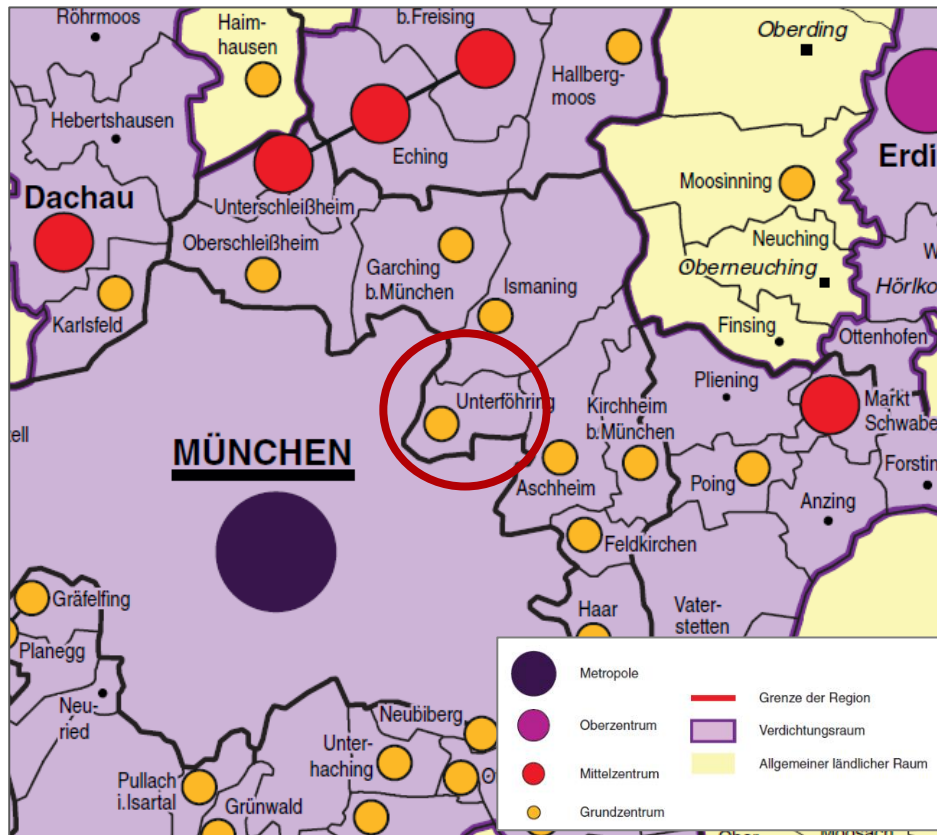 Röhrmoos
Haim-
hausen
b.Freising
Hallberg-
moos
Oberding
Hebertshausen
Eching
Erdi
Dachau
Unterschleißheim
Moosinning
Oberschleißheim
Neuching
Garching
b.München
Oberneuching
Hörlko
Ismaning
Karlsfeld
Finsing
Ottenhofen
Pliening
Markt
Schwabe
Unterföhring
Kirchheim
b.München
MÜNCHEN
Aschheim
Poing
Forstin
Anzing
Feldkirchen
Gräfelfing
Haar
Vater-
stetten
Planegg
Neu-
ried
Neubiberg
Unter-
haching
Pullach
i.Isartal
Grünwald
Metropole
Oberzentrum
Mittelzentrum
Grundzentrum
Grenze der Region
Verdichtungsraum
Allgemeiner ländlicher Raum